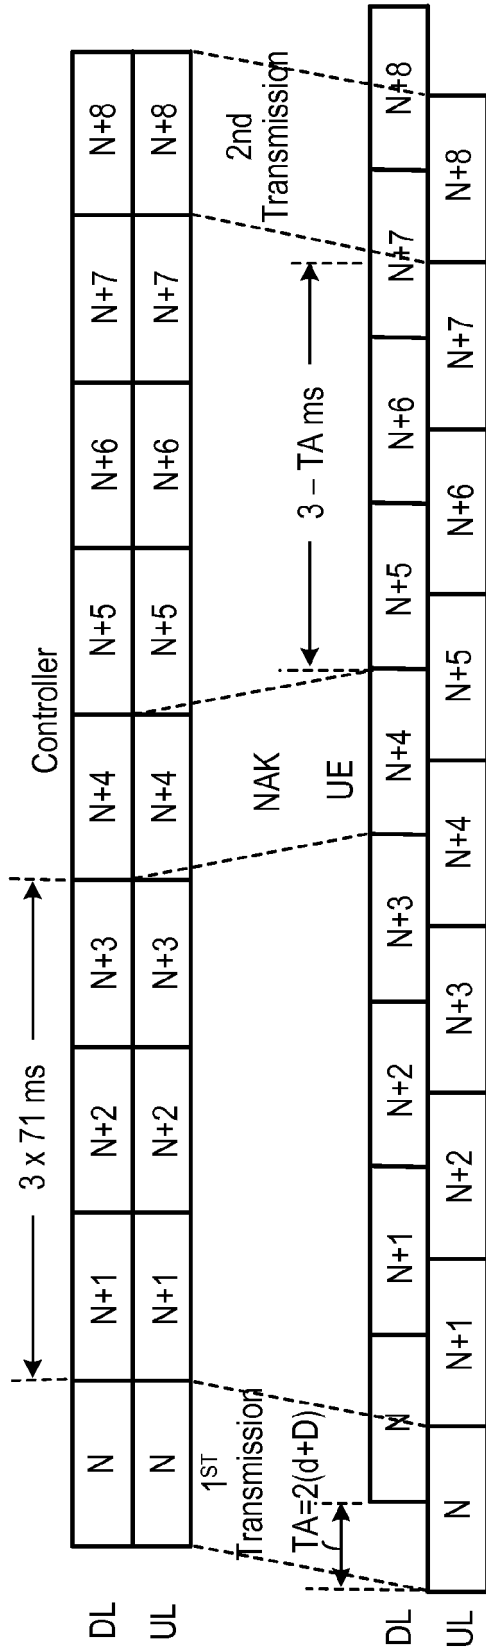 Controller
3 x 71 ms
DL N N+1 N+2 N+3 N+4 N+5 N+6 N+7 N+8
UL N N+1 N+2 N+3 N+4 N+5 N+6 N+7 N+8
1ST
Transmission
TA=2(d+D)
NAK
UE
3 – TA ms
2nd
Transmission
DL N N+1 N+2 N+3 N+4 N+5 N+6 N+7 N+8
UL N N+1 N+2 N+3 N+4 N+5 N+6 N+7 N+8